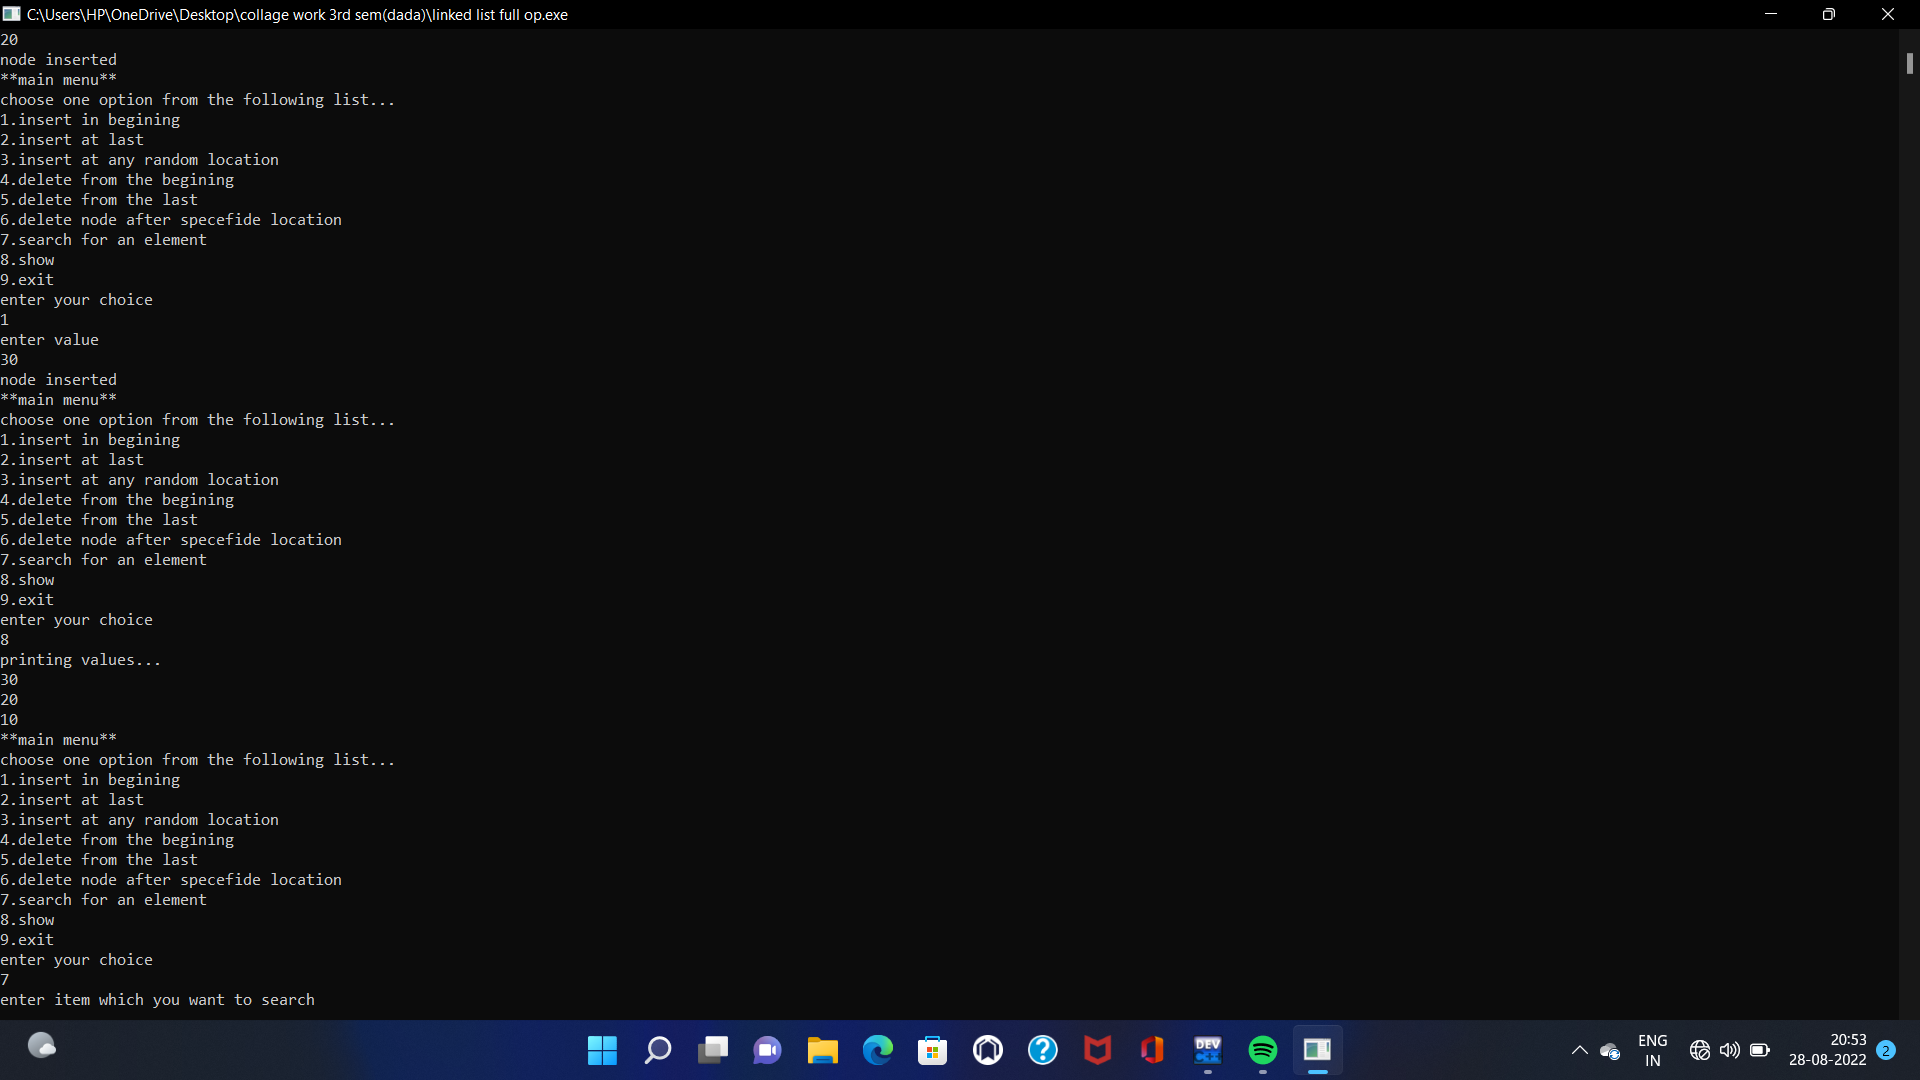 C:\Users\HP\OneDrive\Desktop\collage work 3rd sem(dada)\linked list full op.exe
20
node inserted
**main menu**
choose one option from the following list...
1.insert in begining
2.insert at last
3.insert at any random location
4.delete from the begining
5.delete from the last
6.delete node after specefide location
7.search for an element
8.show
9.exit
enter your choice
1
enter value
30
node inserted
**main menu**
choose one option from the following list...
1.insert in begining
2.insert at last
3.insert at any random location
4.delete from the begining
5.delete from the last
6.delete node after specefide location
7.search for an element
8.show
9.exit
enter your choice
8
printing values...
30
20
10
**main menu**
choose one option from the following list...
1.insert in begining
2.insert at last
3.insert at any random location
4.delete from the begining
5.delete from the last
6.delete node after specefide location
7.search for an element
8.show
9.exit
enter your choice
7
enter item which you want to search
DEV
C++
ENG
IN
20:53
28-08-2022
2